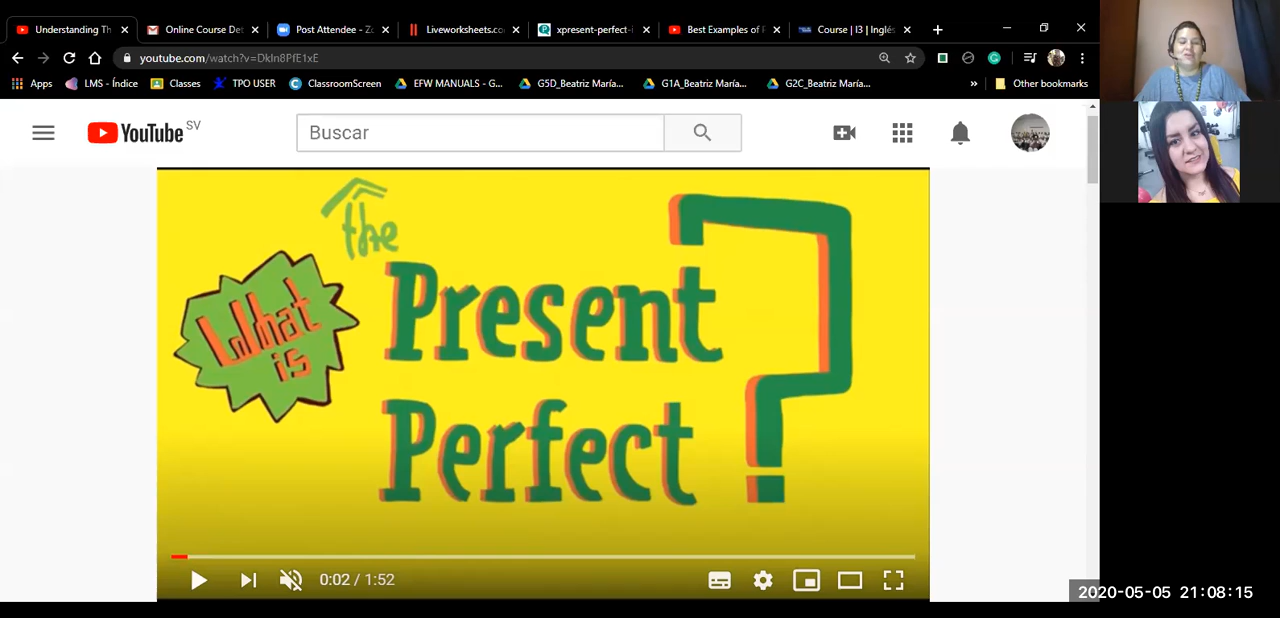 Understanding Th
Online Course Det
Post Attendee - Zo
Liveworksheets.co
xpresent-perfect-i
Best Examples of F
Course | I3 | Inglés
youtube.com/watch?v=DkIn8PfE1xE
Apps
LMS - Índice
Classes
TPO USER
ClassroomScreen
EFW MANUALS - G...
G5D_Beatriz María...
G1A_Beatriz María...
G2C_Beatriz María...
»
Other bookmarks
YouTube SV
Buscar
What
is
the
Present
Perfect
?
0:02 / 1:52
2020-05-05 21:08:15